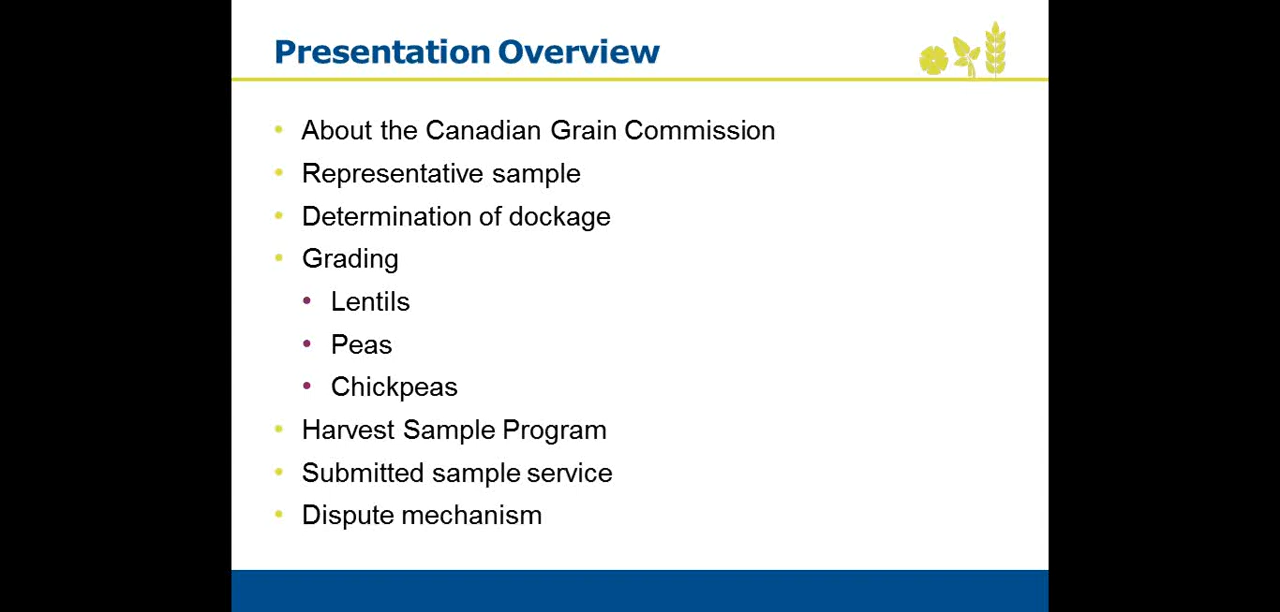 Presentation Overview
• About the Canadian Grain Commission
• Representative sample
• Determination of dockage
• Grading
• Lentils
• Peas
• Chickpeas
• Harvest Sample Program
• Submitted sample service
• Dispute mechanism